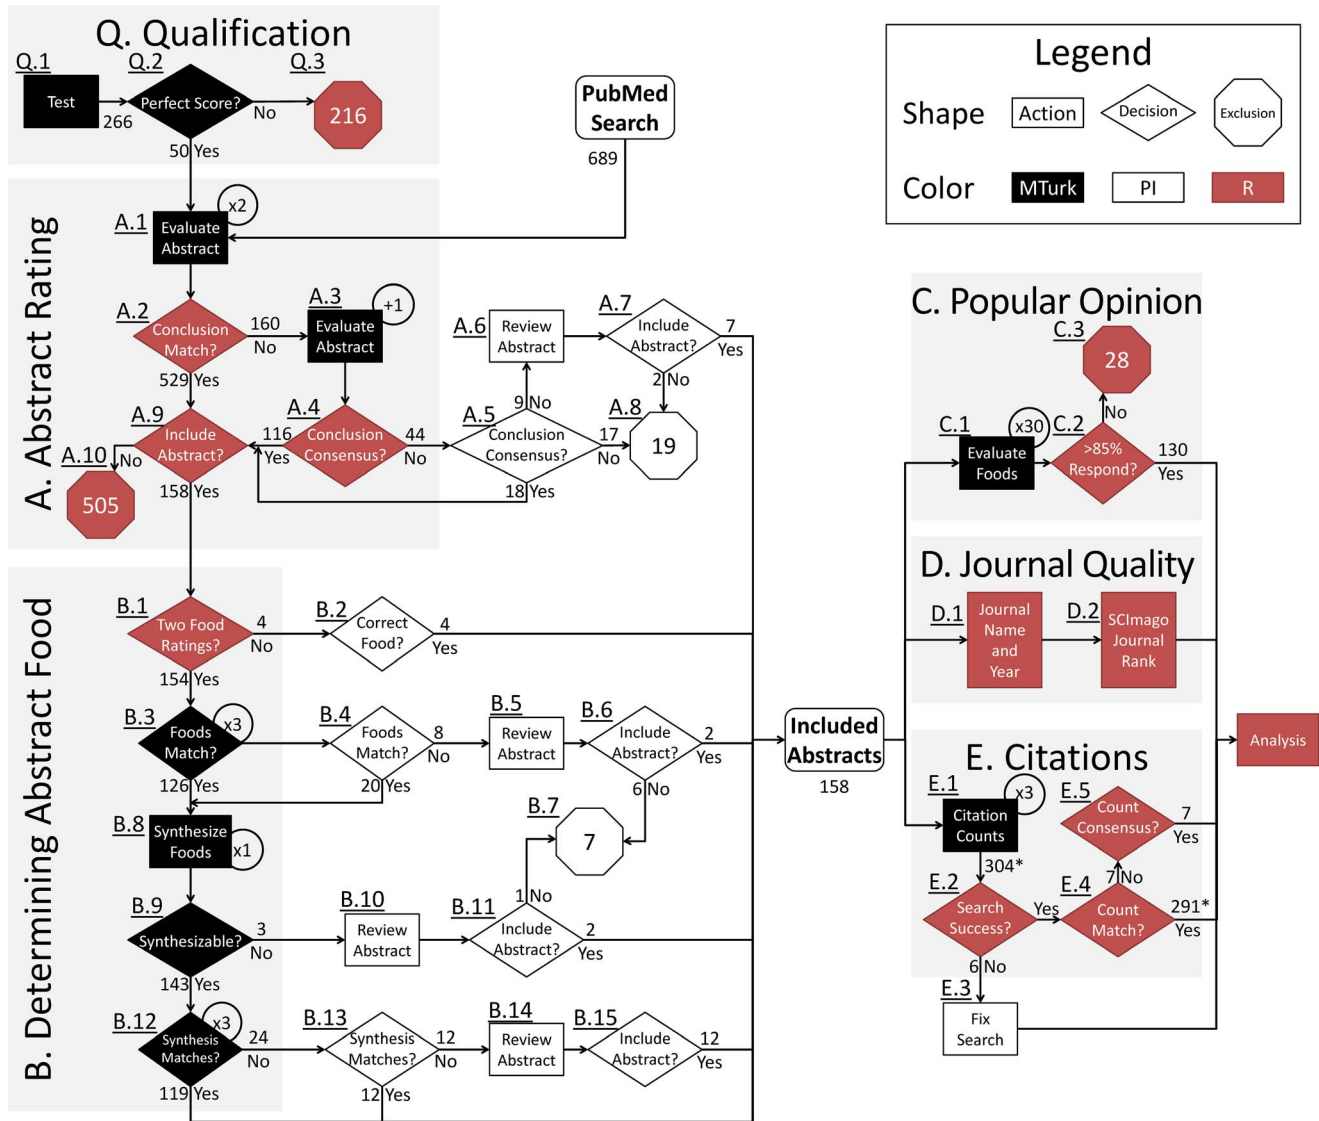 Q. Qualification
Q.1
Q.2
Q.3
Test
266
Perfect Score?
No
216
50 Yes
PubMed
Search
689
Legend
Shape
Action
Decision
Exclusion
Color
MTurk
PI
R
A. Abstract Rating
A.1
x2
Evaluate
Abstract
A.2
Conclusion
Match?
160
No
529 Yes
A.3
+1
Evaluate
Abstract
A.4
Conclusion
Consensus?
116
Yes
44
No
A.5
Conclusion
Consensus?
9 No
17
No
18 Yes
A.6
Review
Abstract
A.7
Include
Abstract?
7
Yes
2 No
A.8
19
A.9
Include
Abstract?
No
158 Yes
A.10
505
B. Determining Abstract Food
B.1
Two Food
Ratings?
4
No
154 Yes
B.2
Correct
Food?
4
Yes
B.3
x3
Foods
Match?
126 Yes
B.4
Foods
Match?
8
No
20 Yes
B.5
Review
Abstract
B.6
Include
Abstract?
2
Yes
6 No
B.7
7
B.8
Synthesize
Foods
x1
B.9
Synthesizable?
3
No
143 Yes
B.10
Review
Abstract
B.11
Include
Abstract?
1 No
2
Yes
B.12
x3
Synthesis
Matches?
24
No
119 Yes
B.13
Synthesis
Matches?
12
No
12 Yes
B.14
Review
Abstract
B.15
Include
Abstract?
12
Yes
Included
Abstracts
158
C. Popular Opinion
C.1
x30
Evaluate
Foods
C.2
>85%
Respond?
No
130
Yes
C.3
28
D. Journal Quality
D.1
Journal
Name
and
Year
D.2
SCImago
Journal
Rank
E. Citations
E.1
x3
Citation
Counts
304*
E.2
Search
Success?
Yes
6 No
E.3
Fix
Search
E.4
Count
Match?
7 No
291*
Yes
E.5
Count
Consensus?
7
Yes
Analysis